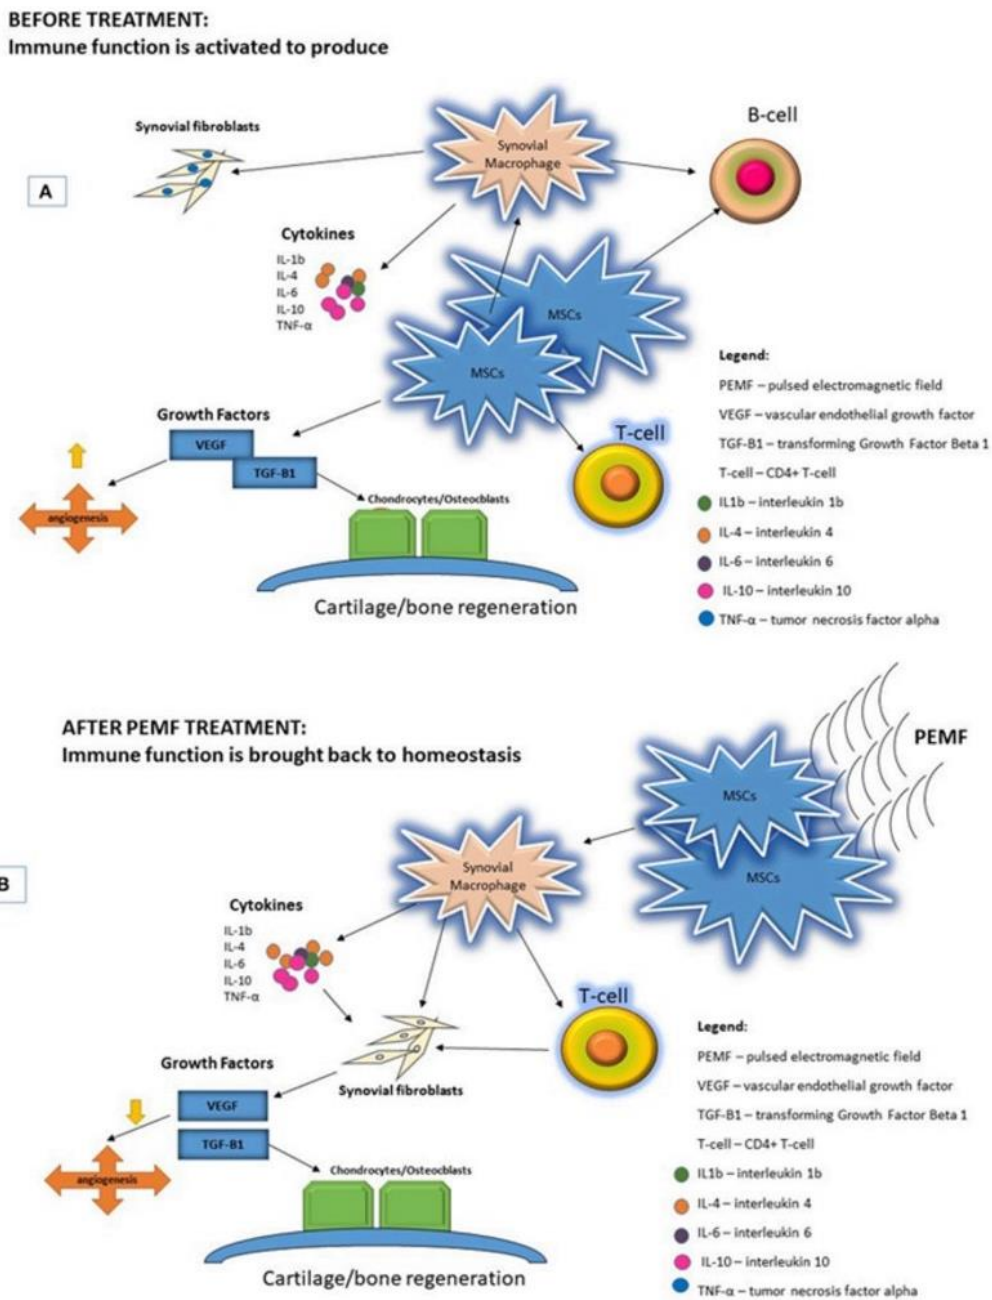 BEFORE TREATMENT:
Immune function is activated to produce
B-cell
Synovial fibroblasts
Synovial
Macrophage
A
Cytokines
IL-1b
IL-4
IL-6
IL-10
TNF-α
MSCs
MSCs
Legend:
PEMF – pulsed electromagnetic field
VEGF – vascular endothelial growth factor
TGF-B1 – transforming Growth Factor Beta 1
T-cell – CD4+ T-cell
IL1b – interleukin 1b
IL-4 – interleukin 4
IL-6 – interleukin 6
IL-10 – interleukin 10
TNF-α – tumor necrosis factor alpha
Growth Factors
VEGF
TGF-B1
T-cell
angiogenesis
Chondrocytes/Osteocblasts
Cartilage/bone regeneration
AFTER PEMF TREATMENT:
Immune function is brought back to homeostasis
PEMF
MSCs
MSCs
Synovial
Macrophage
B
Cytokines
IL-1b
IL-4
IL-6
IL-10
TNF-α
T-cell
Synovial fibroblasts
Growth Factors
VEGF
TGF-B1
angiogenesis
Chondrocytes/Osteocblasts
Cartilage/bone regeneration
Legend:
PEMF – pulsed electromagnetic field
VEGF – vascular endothelial growth factor
TGF-B1 – transforming Growth Factor Beta 1
T-cell – CD4+ T-cell
IL1b – interleukin 1b
IL-4 – interleukin 4
IL-6 – interleukin 6
IL-10 – interleukin 10
TNF-α – tumor necrosis factor alpha